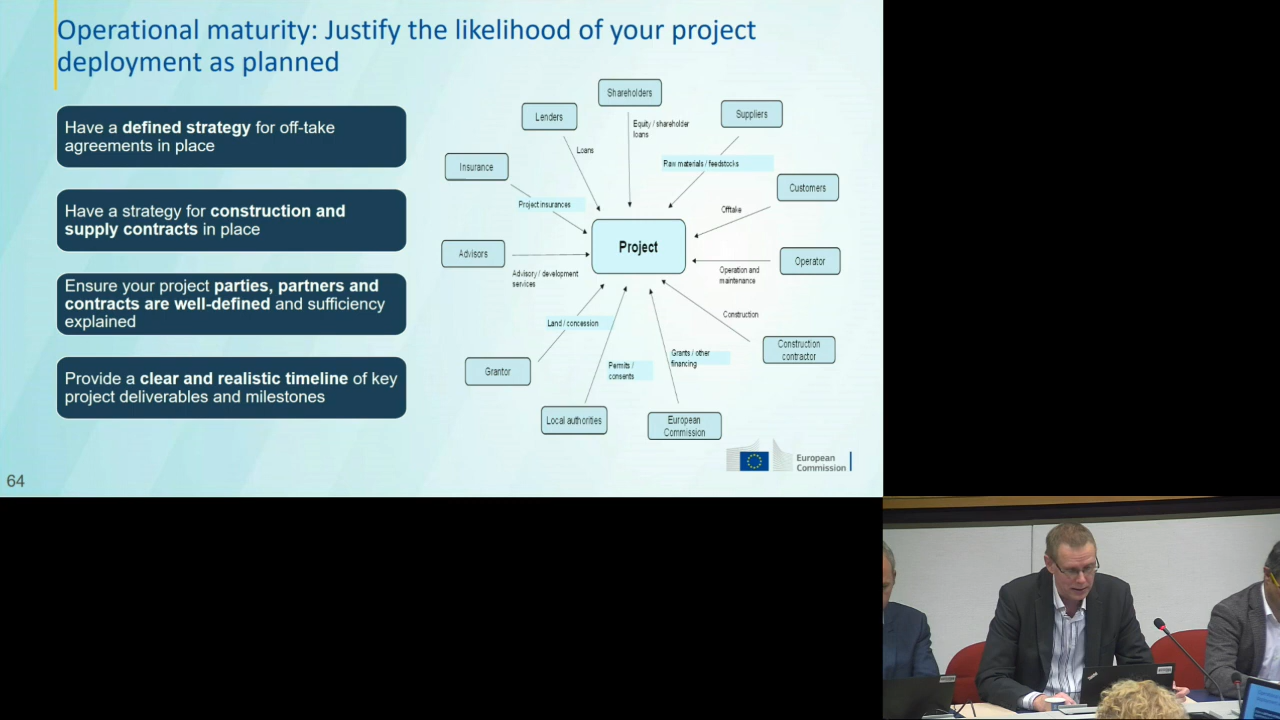 Operational maturity: Justify the likelihood of your project
deployment as planned
Have a defined strategy for off-take
agreements in place
Have a strategy for construction and
supply contracts in place
Ensure your project parties, partners and
contracts are well-defined and sufficiency
explained
Provide a clear and realistic timeline of key
project deliverables and milestones
Shareholders
Lenders
Suppliers
Equity / shareholder
loans
Loans
Raw materials / feedstocks
Insurance
Customers
Project insurances
Offtake
Project
Advisors
Operator
Advisory / development
services
Operation and
maintenance
Construction
Land / concession
Construction
contractor
Grants / other
financing
Permits /
consents
Grantor
Local authorities
European
Commission
European
Commission
64